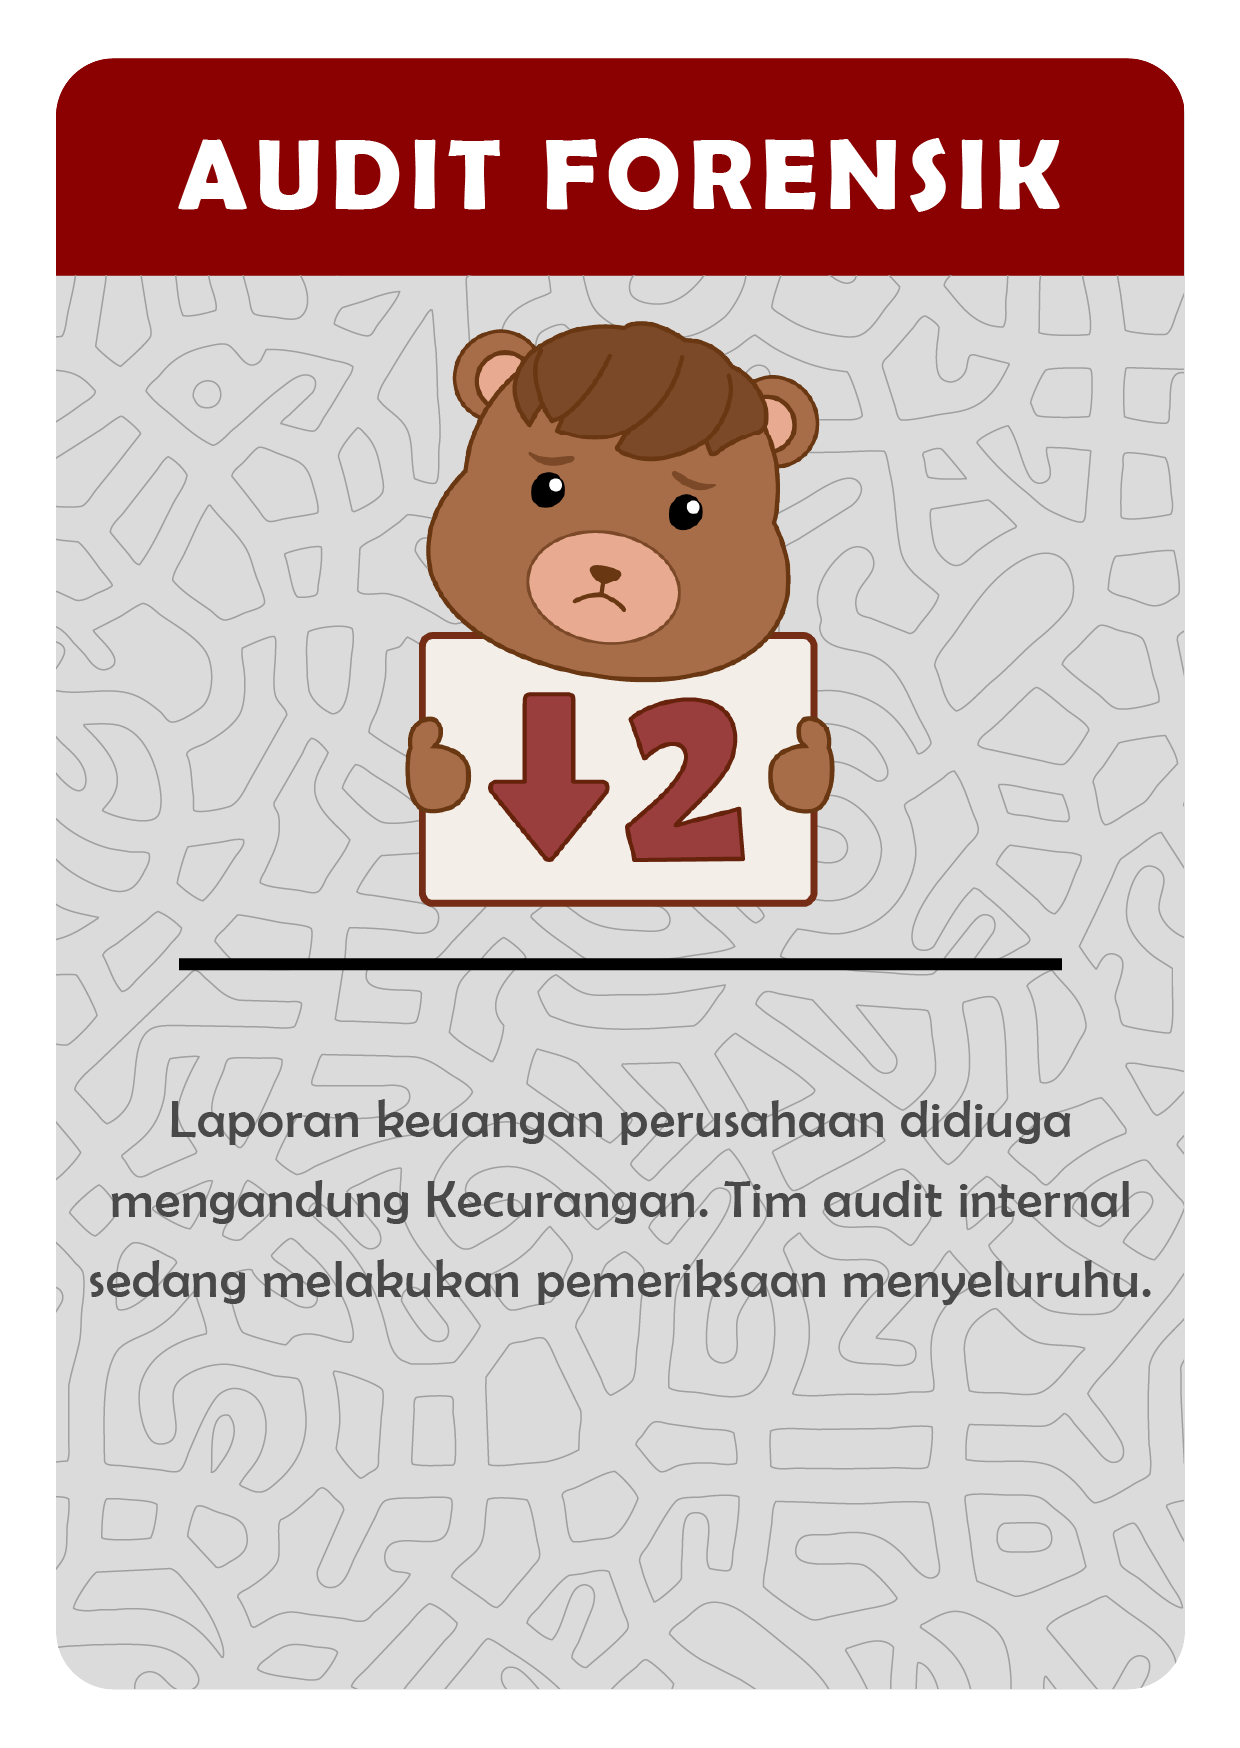 AUDIT FORENSIK
2
Laporan keuangan perusahaan didiuga
mengandung Kecurangan. Tim audit internal
sedang melakukan pemeriksaan menyeluruhu.